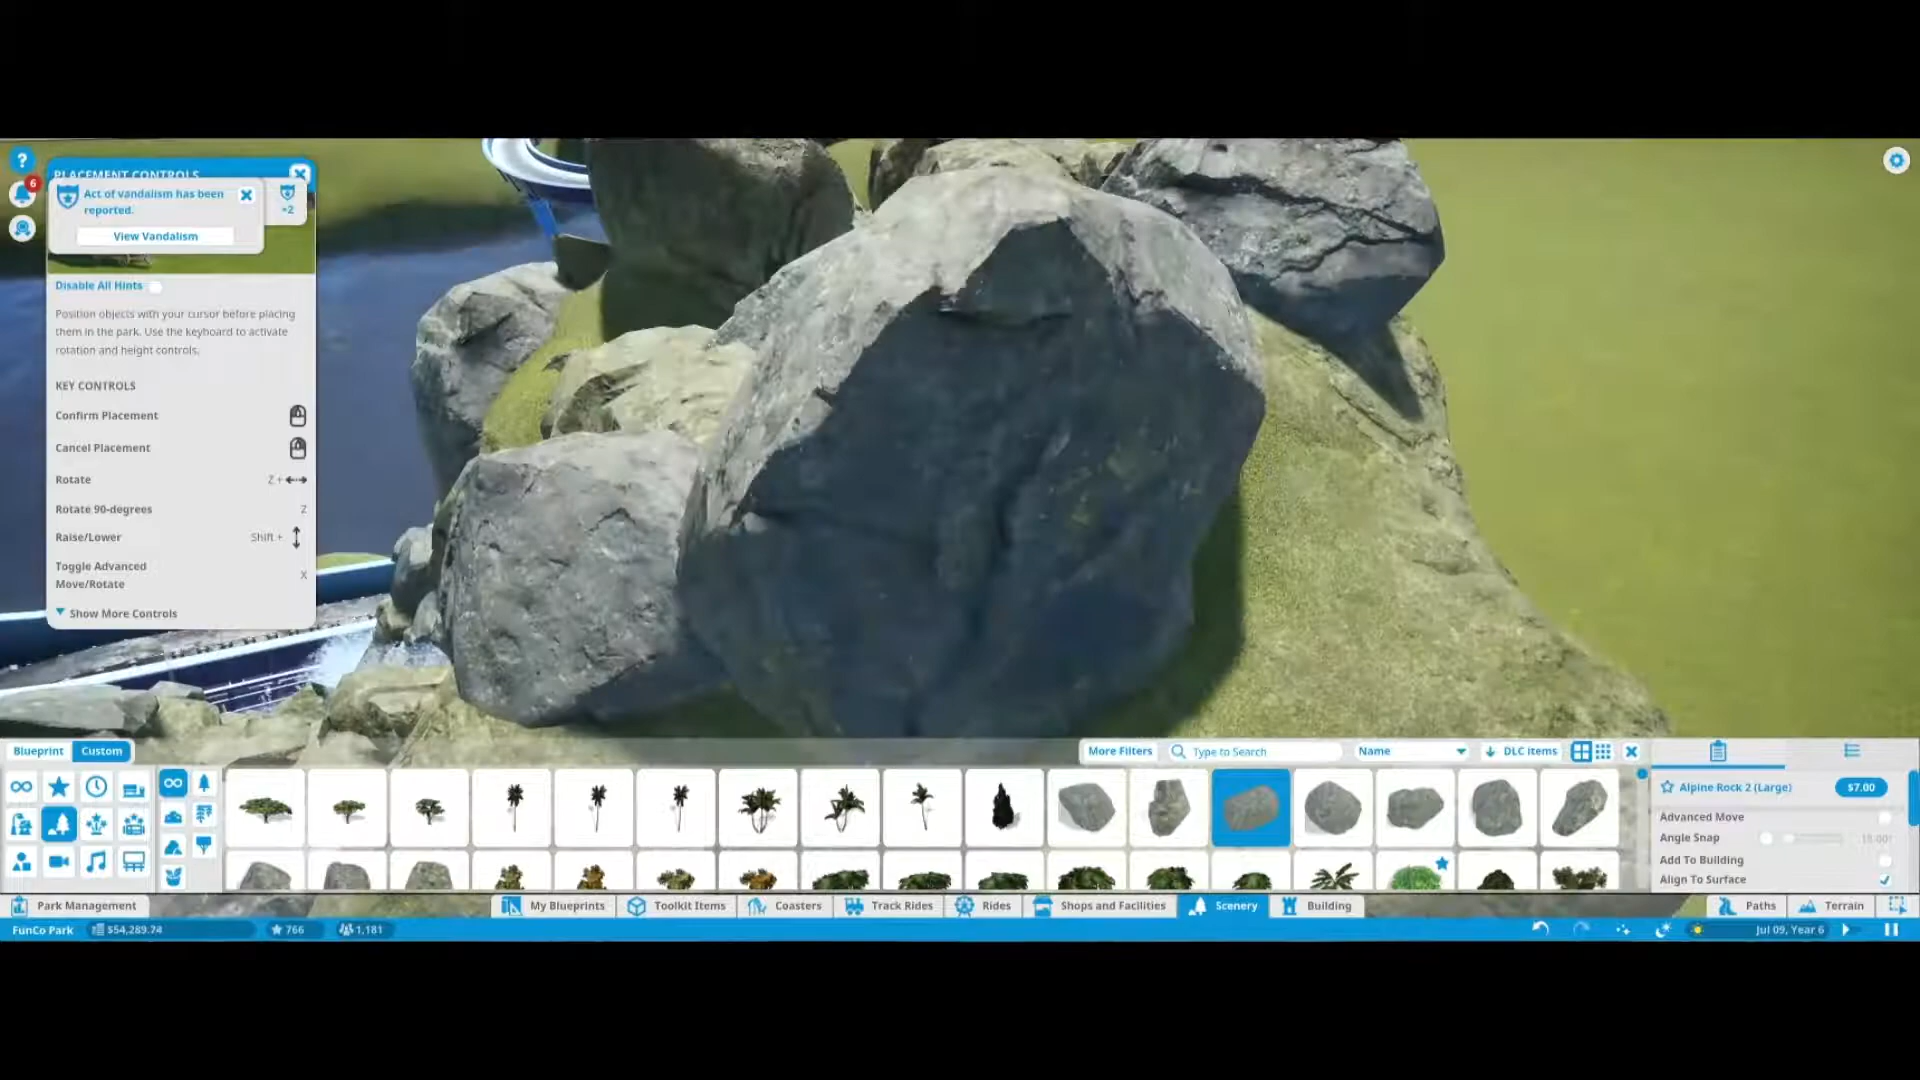 ?
6
PLACEMENT CONTROLS
Act of vandalism has been
reported.
+2
View Vandalism
Disable All Hints
Position objects with your cursor before placing
them in the park. Use the keyboard to activate
rotation and height controls.
KEY CONTROLS
Confirm Placement
Cancel Placement
Rotate Z +
Rotate 90-degrees Z
Raise/Lower Shift +
Toggle Advanced
Move/Rotate X
Show More Controls
Blueprint Custom
More Filters Type to Search Name DLC items
Alpine Rock 2 (Large) $7.00
Advanced Move
Angle Snap
Add To Building
Align To Surface
Park Management My Blueprints Toolkit Items Coasters Track Rides Rides Shops and Facilities Scenery Building Paths Terrain
FunCo Park $54,289.74 766 1,181 Jul 09, Year 6